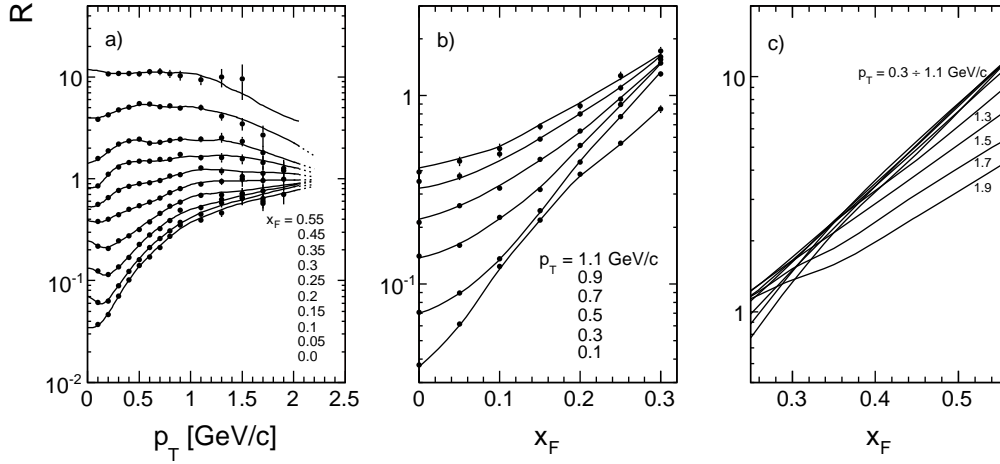 R
a)
10
1
10^-1
10^-2
x_F = 0.55
0.45
0.35
0.3
0.25
0.2
0.15
0.1
0.05
0.0
0 0.5 1 1.5 2 2.5
p_T [GeV/c]
b)
1
10^-1
p_T = 1.1 GeV/c
0.9
0.7
0.5
0.3
0.1
0 0.1 0.2 0.3
x_F
c)
10
1
p_T = 0.3 ÷ 1.1 GeV/c
1.3
1.5
1.7
1.9
0.3 0.4 0.5
x_F